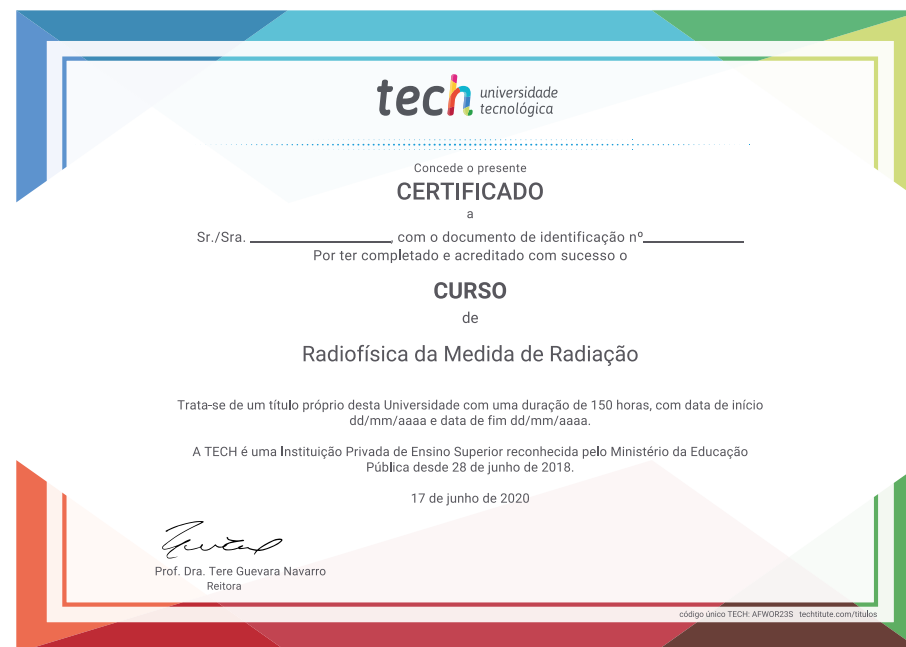 tech universidade
tecnológica
Concede o presente
CERTIFICADO
a
Sr./Sra. ____________________, com o documento de identificação nº______________
Por ter completado e acreditado com sucesso o
CURSO
de
Radiofísica da Medida de Radiação
Trata-se de um título próprio desta Universidade com uma duração de 150 horas, com data de início
dd/mm/aaaa e data de fim dd/mm/aaaa.
A TECH é uma Instituição Privada de Ensino Superior reconhecida pelo Ministério da Educação
Pública desde 28 de junho de 2018.
17 de junho de 2020
Prof. Dra. Tere Guevara Navarro
Reitora
código único TECH: AFWOR23S techtitute.com/titulos